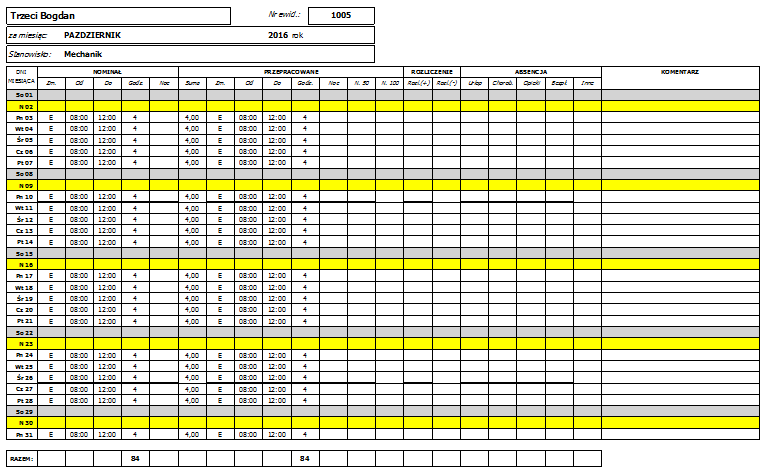 Trzeci Bogdan Nr ewid.: 1005
za miesiąc: PAZDZIERNIK 2016 rok
Stanowisko: Mechanik
DNI MIESIĄCA NOMINAŁ PRZEPRACOWANE ROZLICZENIE ABSENCJA KOMENTARZ
Zm. Od Do Godz. Noc Suma Zm. Od Do Godz. Noc N. 50 N. 100 Rozl.(+) Rozl.(-) Urlop Chorob. Opieki Bezpł. Inne
So 01
N 02
Pn 03 E 08:00 12:00 4 4,00 E 08:00 12:00 4
Wt 04 E 08:00 12:00 4 4,00 E 08:00 12:00 4
Śr 05 E 08:00 12:00 4 4,00 E 08:00 12:00 4
Cz 06 E 08:00 12:00 4 4,00 E 08:00 12:00 4
Pt 07 E 08:00 12:00 4 4,00 E 08:00 12:00 4
So 08
N 09
Pn 10 E 08:00 12:00 4 4,00 E 08:00 12:00 4
Wt 11 E 08:00 12:00 4 4,00 E 08:00 12:00 4
Śr 12 E 08:00 12:00 4 4,00 E 08:00 12:00 4
Cz 13 E 08:00 12:00 4 4,00 E 08:00 12:00 4
Pt 14 E 08:00 12:00 4 4,00 E 08:00 12:00 4
So 15
N 16
Pn 17 E 08:00 12:00 4 4,00 E 08:00 12:00 4
Wt 18 E 08:00 12:00 4 4,00 E 08:00 12:00 4
Śr 19 E 08:00 12:00 4 4,00 E 08:00 12:00 4
Cz 20 E 08:00 12:00 4 4,00 E 08:00 12:00 4
Pt 21 E 08:00 12:00 4 4,00 E 08:00 12:00 4
So 22
N 23
Pn 24 E 08:00 12:00 4 4,00 E 08:00 12:00 4
Wt 25 E 08:00 12:00 4 4,00 E 08:00 12:00 4
Śr 26 E 08:00 12:00 4 4,00 E 08:00 12:00 4
Cz 27 E 08:00 12:00 4 4,00 E 08:00 12:00 4
Pt 28 E 08:00 12:00 4 4,00 E 08:00 12:00 4
So 29
N 30
Pn 31 E 08:00 12:00 4 4,00 E 08:00 12:00 4
RAZEM: 84 84